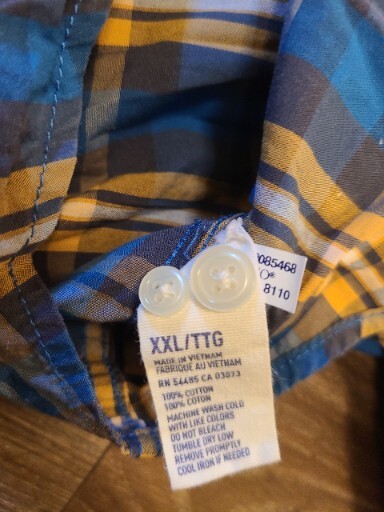 8085468
O®
8110
XXL/TTG
MADE IN VIETNAM
FABRIQUE AU VIETNAM
RN 54485 CA 03073
100% COTTON
100% COTON
MACHINE WASH COLD
WITH LIKE COLORS
DO NOT BLEACH
TUMBLE DRY LOW
REMOVE PROMPTLY
COOL IRON IF NEEDED